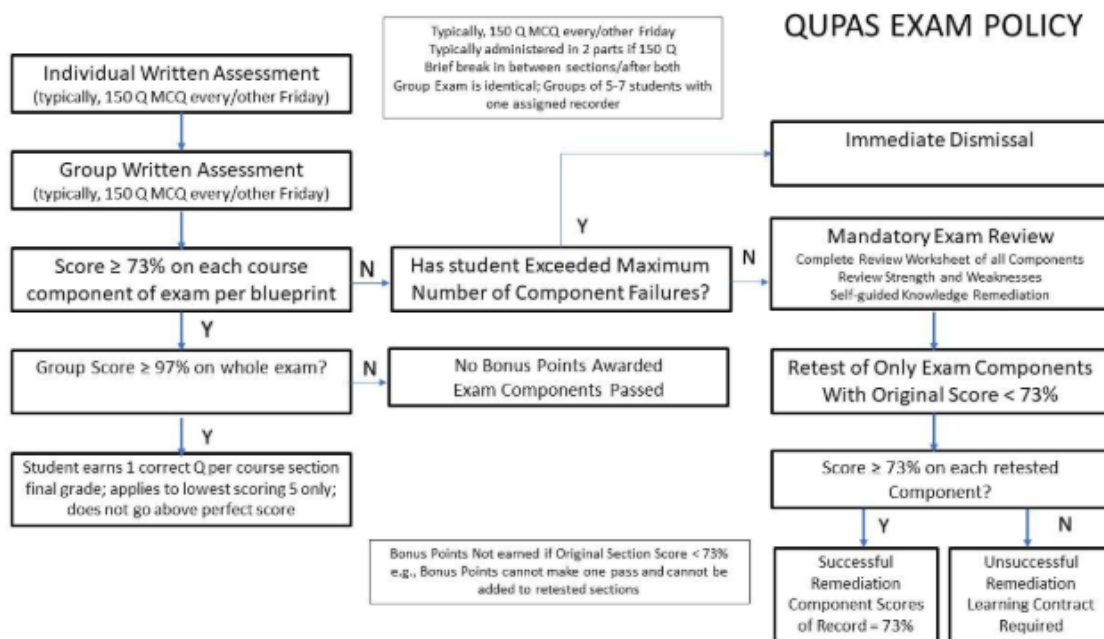 QUPAS EXAM POLICY
Typically, 150 Q MCQ every/other Friday
Typically administered in 2 parts if 150 Q
Brief break in between sections/after both
Group Exam is identical; Groups of 5-7 students with
one assigned recorder
Individual Written Assessment
(typically, 150 Q MCQ every/other Friday)
Group Written Assessment
(typically, 150 Q MCQ every/other Friday)
Immediate Dismissal
Y
Score ≥ 73% on each course
component of exam per blueprint
N
Has student Exceeded Maximum
Number of Component Failures?
N
Mandatory Exam Review
Complete Review Worksheet of all Components
Review Strength and Weaknesses
Self-guided Knowledge Remediation
Y
Group Score ≥ 97% on whole exam?
N
No Bonus Points Awarded
Exam Components Passed
Retest of Only Exam Components
With Original Score < 73%
Y
Student earns 1 correct Q per course section
final grade; applies to lowest scoring 5 only;
does not go above perfect score
Score ≥ 73% on each retested
Component?
Y
N
Bonus Points Not earned if Original Section Score < 73%
e.g., Bonus Points cannot make one pass and cannot be
added to retested sections
Successful
Remediation
Component Scores
of Record = 73%
Unsuccessful
Remediation
Learning Contract
Required